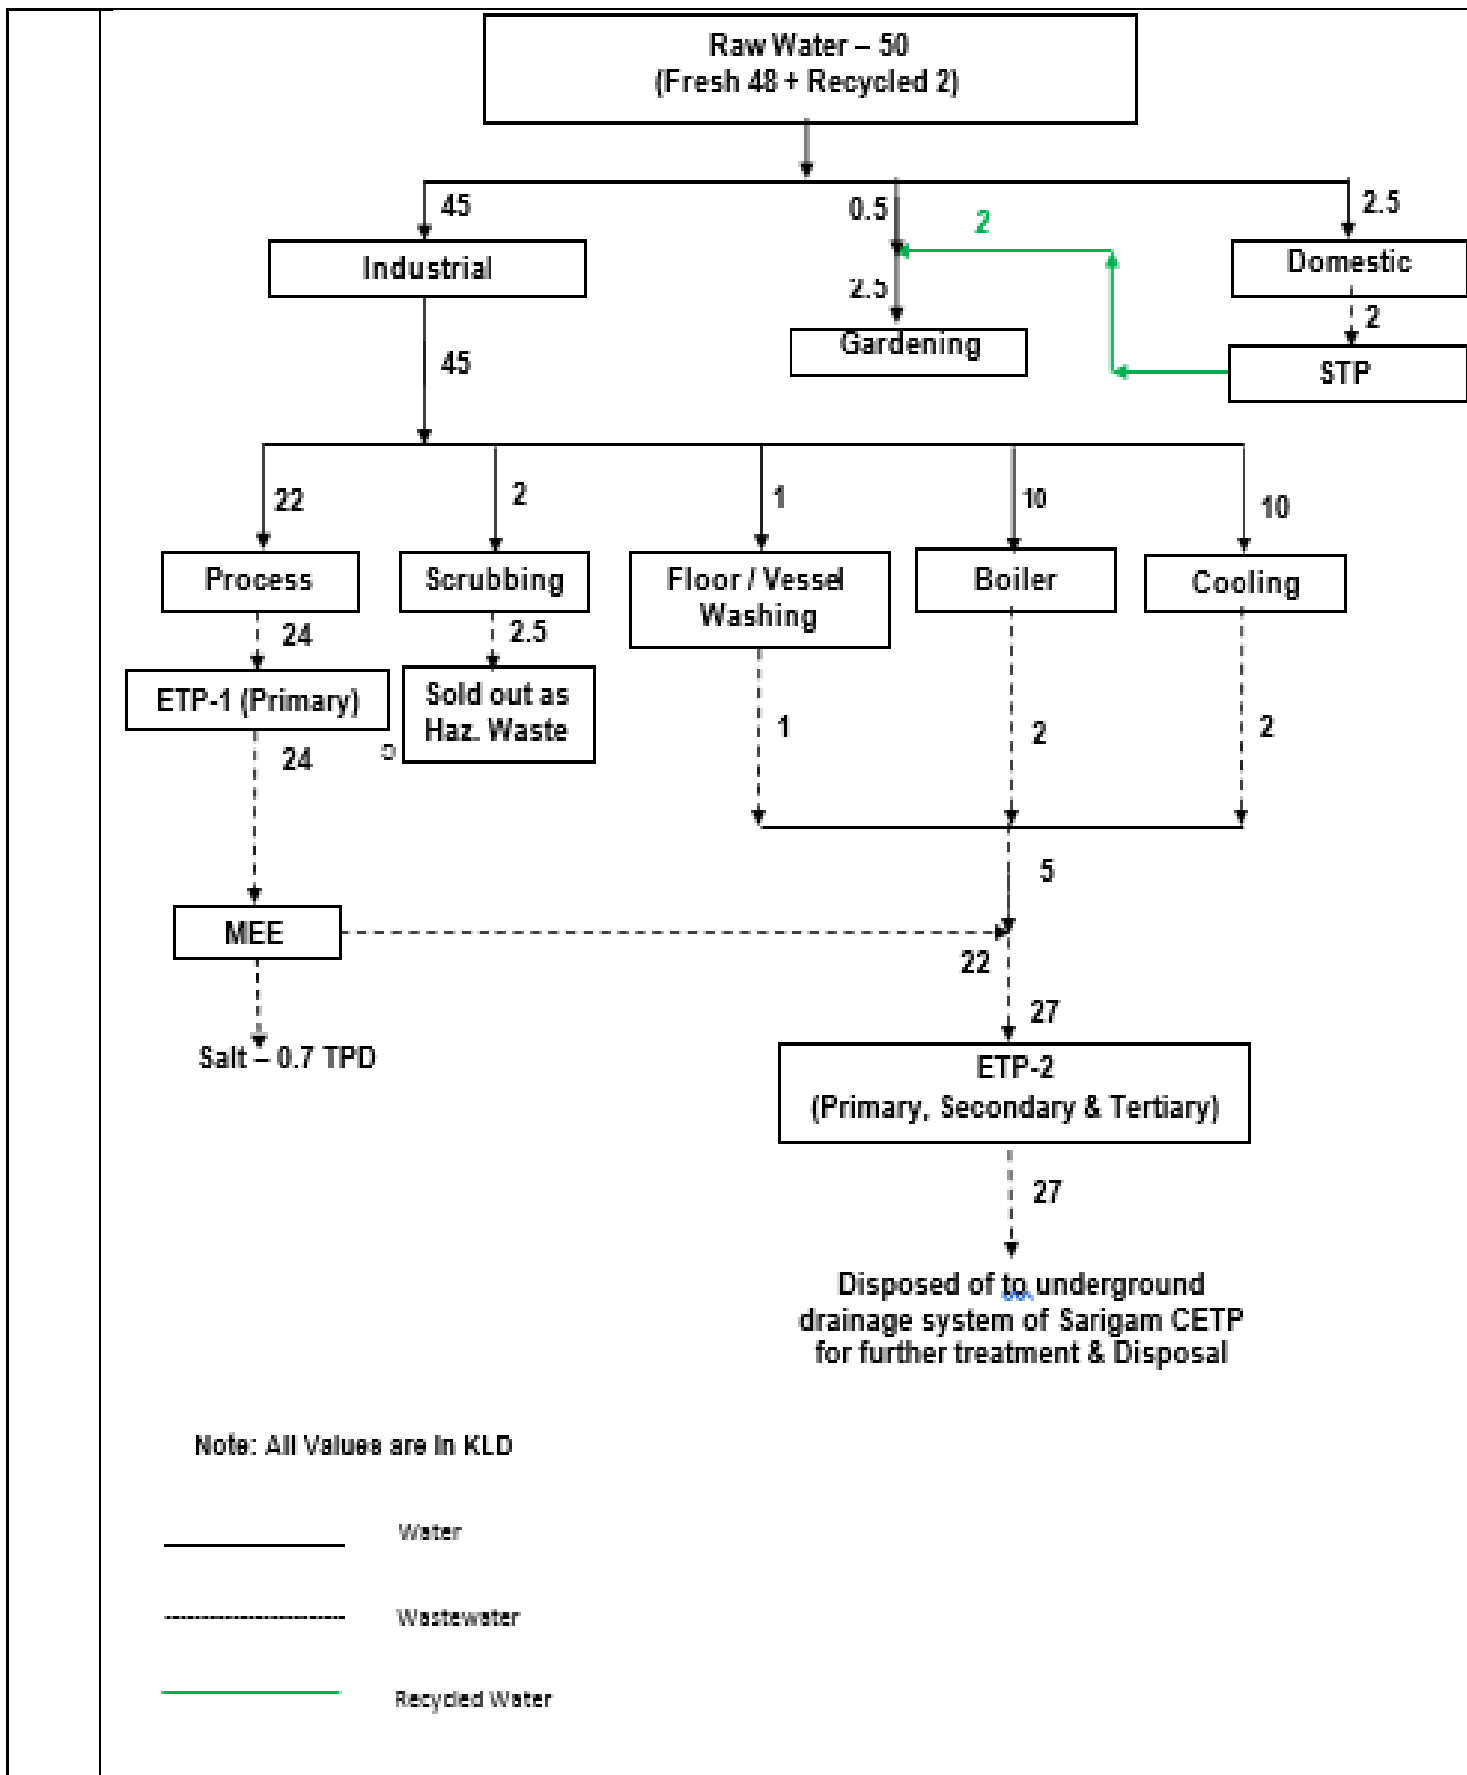 Raw Water – 50
(Fresh 48 + Recycled 2)
45
0.5
2
2.5
Industrial
Domestic
2.5
2
Gardening
STP
45
22
2
1
10
10
Process
Scrubbing
Floor / Vessel
Washing
Boiler
Cooling
24
2.5
ETP-1 (Primary)
Sold out as
Haz. Waste
24
1
2
2
5
MEE
22
27
Salt – 0.7 TPD
ETP-2
(Primary, Secondary & Tertiary)
27
Disposed of to underground
drainage system of Sarigam CETP
for further treatment & Disposal
Note: All Values are in KLD
Water
Wastewater
Recycled Water